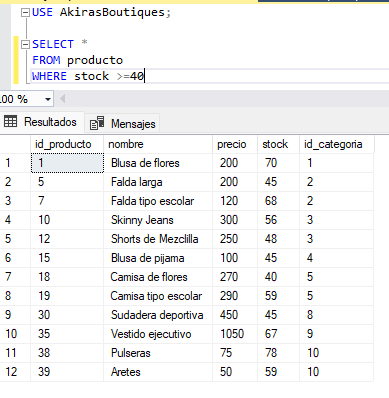 USE AkirasBoutiques;
SELECT *
FROM producto
WHERE stock >=40
00 %
Resultados Mensajes
id_producto nombre precio stock id_categoria
1 1 Blusa de flores 200 70 1
2 5 Falda larga 200 45 2
3 7 Falda tipo escolar 120 68 2
4 10 Skinny Jeans 300 56 3
5 12 Shorts de Mezclilla 250 48 3
6 15 Blusa de pijama 100 45 4
7 18 Camisa de flores 270 40 5
8 19 Camisa tipo escolar 290 59 5
9 30 Sudadera deportiva 450 45 8
10 35 Vestido ejecutivo 1050 67 9
11 38 Pulseras 75 78 10
12 39 Aretes 50 59 10